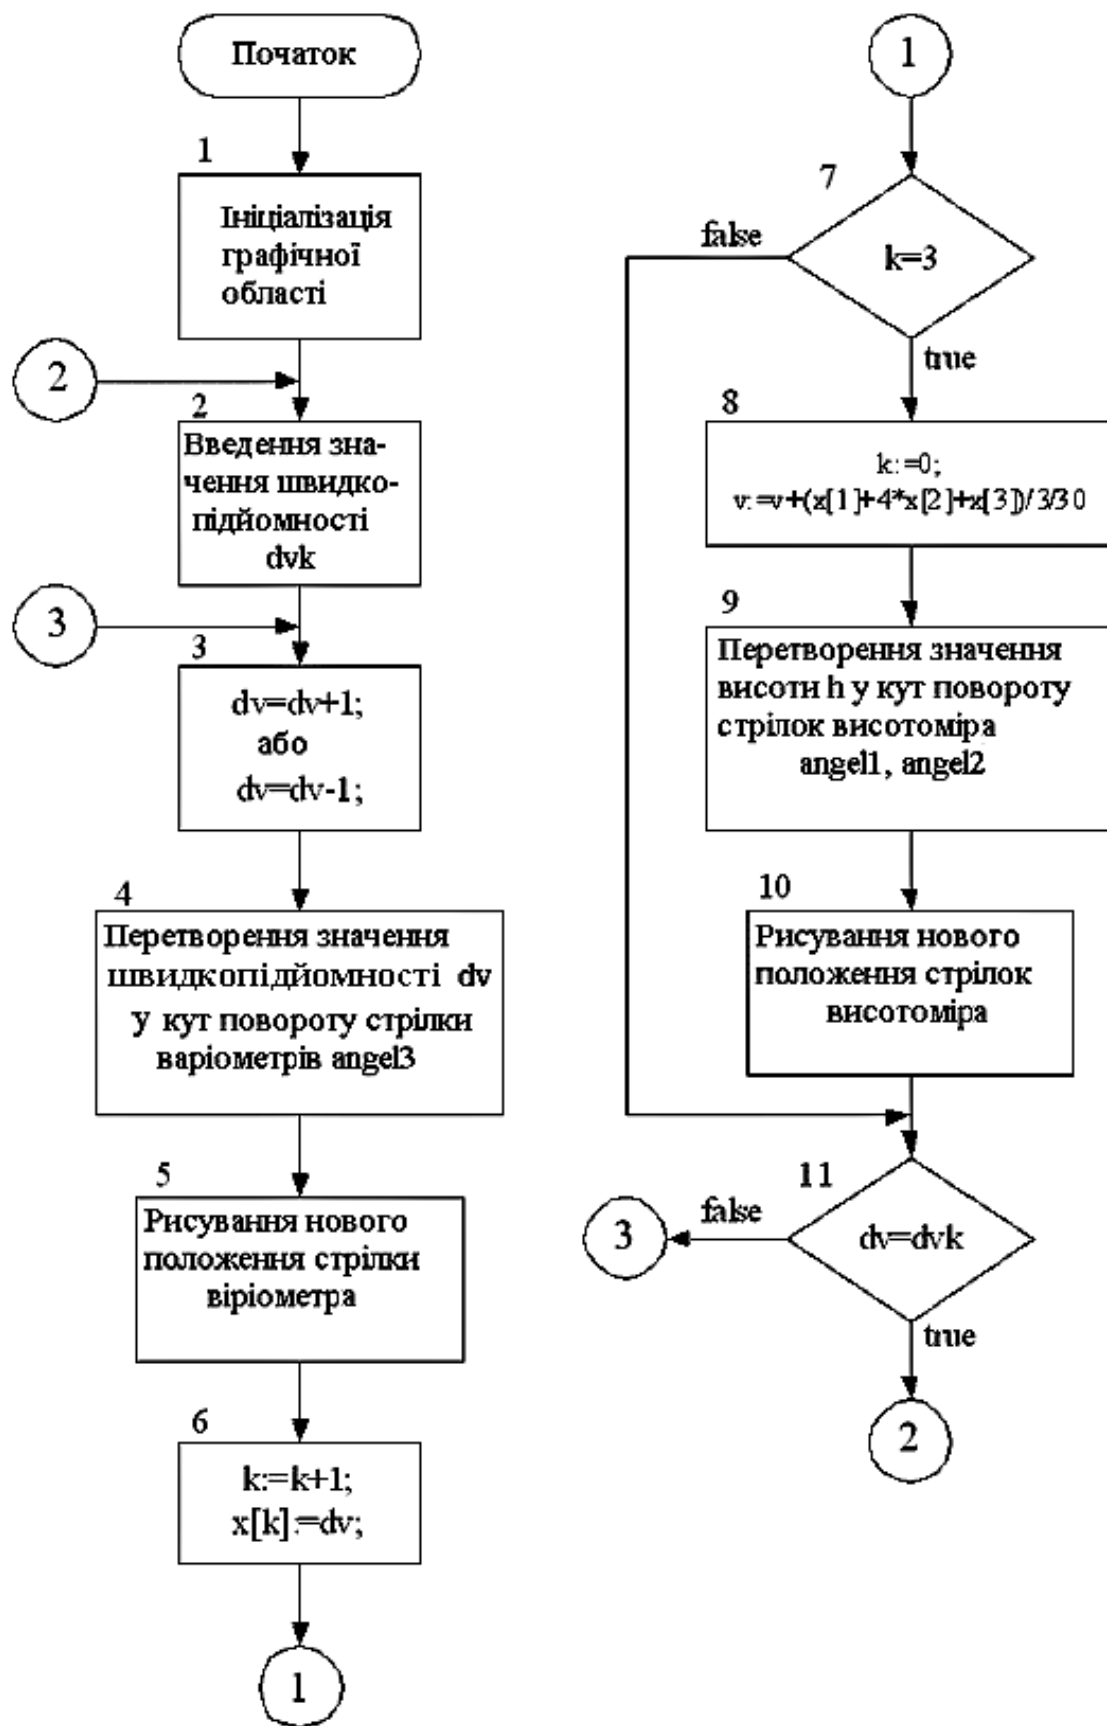 Початок
1
Ініціалізація
графічної
області
2
2
Введення зна-
чення швидко-
підйомності
dvk
3
3
dv=dv+1;
або
dv=dv-1;
4
Перетворення значення
швидкопідйомності dv
у кут повороту стрілки
варіометрів angel3
5
Рисування нового
положення стрілки
віріометра
6
k:=k+1;
x[k]:=dv;
1
1
7
false
k=3
true
8
k:=0;
v:=v+(x[1]+4*x[2]+x[3])/3/30
9
Перетворення значення
висоти h у кут повороту
стрілок висотоміра
angel1, angel2
10
Рисування нового
положення стрілок
висотоміра
11
3
false
dv=dvk
true
2